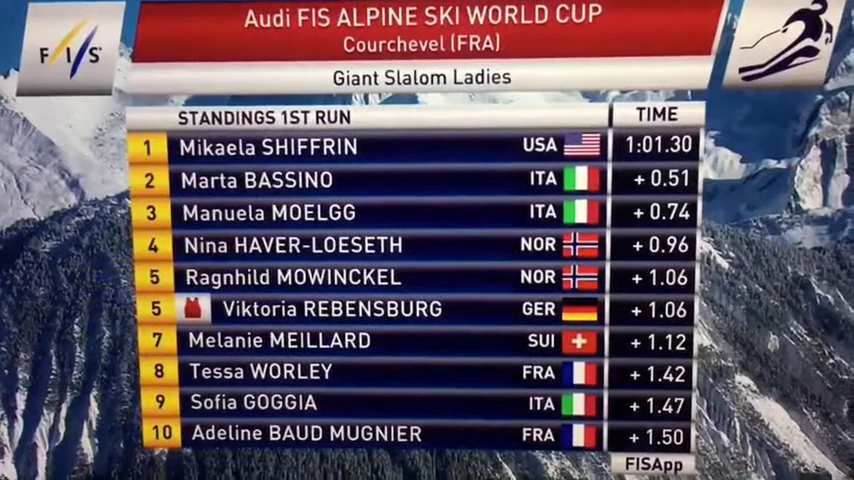 FIS
Audi FIS ALPINE SKI WORLD CUP
Courchevel (FRA)
Giant Slalom Ladies
STANDINGS 1ST RUN TIME
1 Mikaela SHIFFRIN USA 1:01.30
2 Marta BASSINO ITA + 0.51
3 Manuela MOELGG ITA + 0.74
4 Nina HAVER-LOESETH NOR + 0.96
5 Ragnhild MOWINCKEL NOR + 1.06
5 Viktoria REBENSBURG GER + 1.06
7 Melanie MEILLARD SUI + 1.12
8 Tessa WORLEY FRA + 1.42
9 Sofia GOGGIA ITA + 1.47
10 Adeline BAUD MUGNIER FRA + 1.50
FISApp